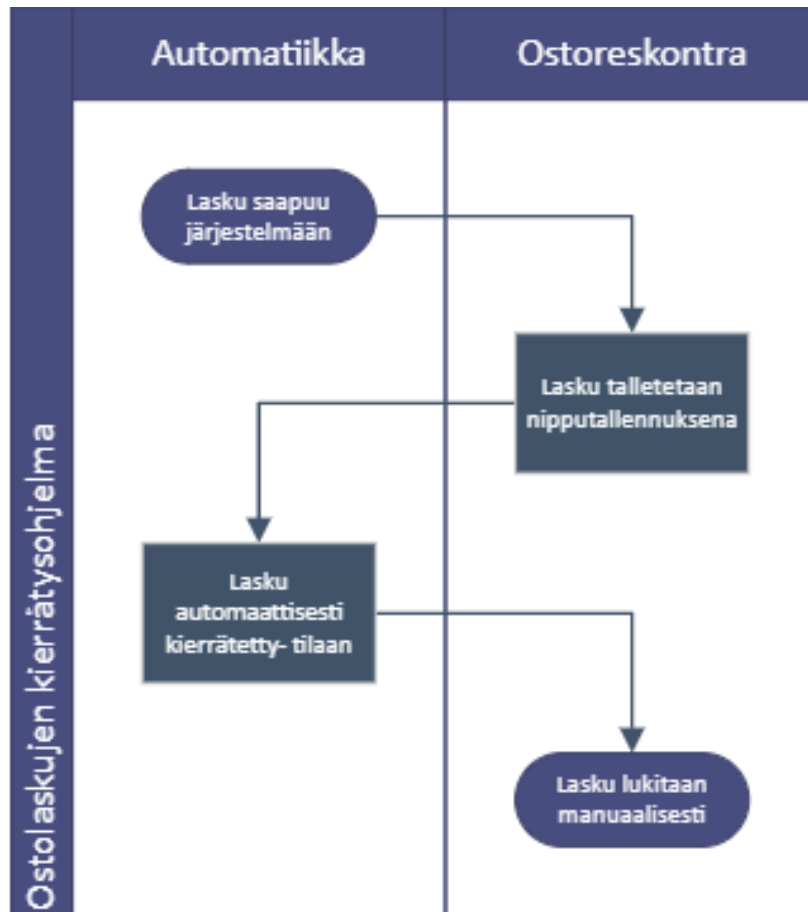 Automatiikka
Ostoreskontra
Ostolaskujen kierrätysohjelma
Lasku saapuu
järjestelmään
Lasku talletetaan
nipputallennuksena
Lasku
automaattisesti
kierrätetty- tilaan
Lasku lukitaan
manuaalisesti